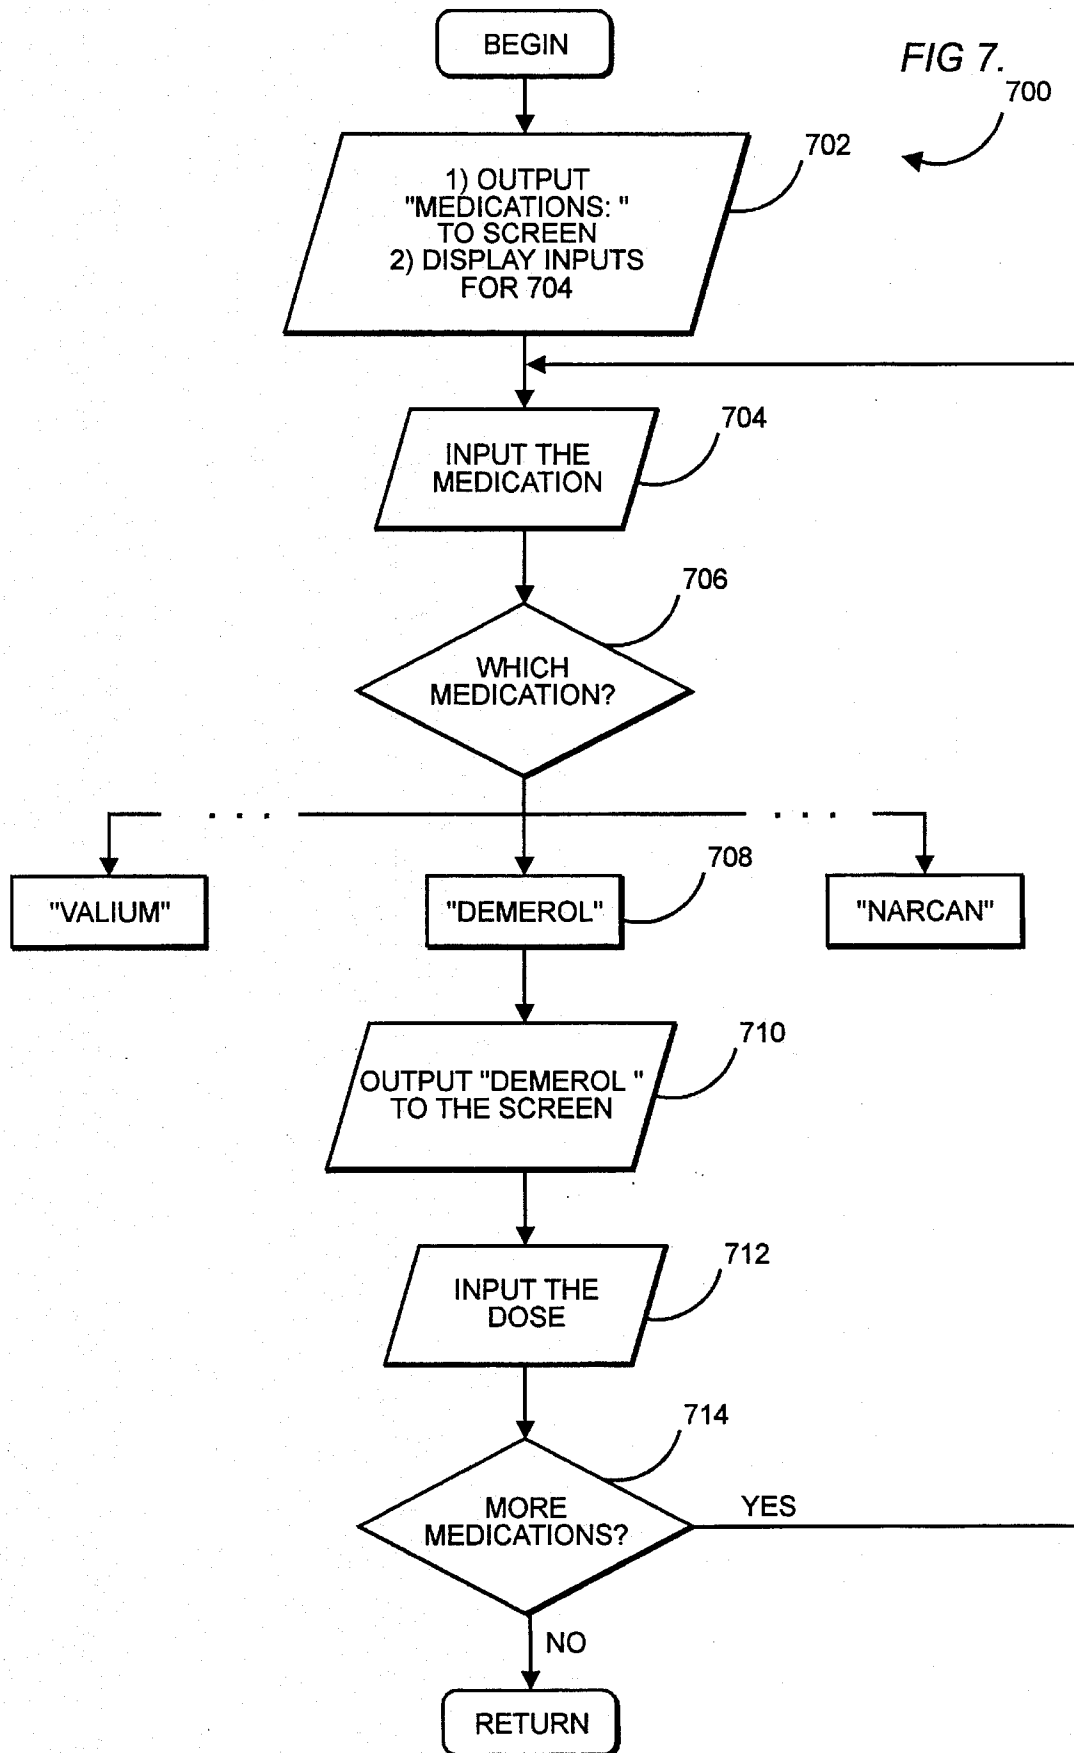 BEGIN
FIG 7.
700
702
1) OUTPUT
"MEDICATIONS: "
TO SCREEN
2) DISPLAY INPUTS
FOR 704
704
INPUT THE
MEDICATION
706
WHICH
MEDICATION?
. . .
. . .
"VALIUM"
"DEMEROL"
708
"NARCAN"
710
OUTPUT "DEMEROL "
TO THE SCREEN
712
INPUT THE
DOSE
714
MORE
MEDICATIONS?
YES
NO
RETURN